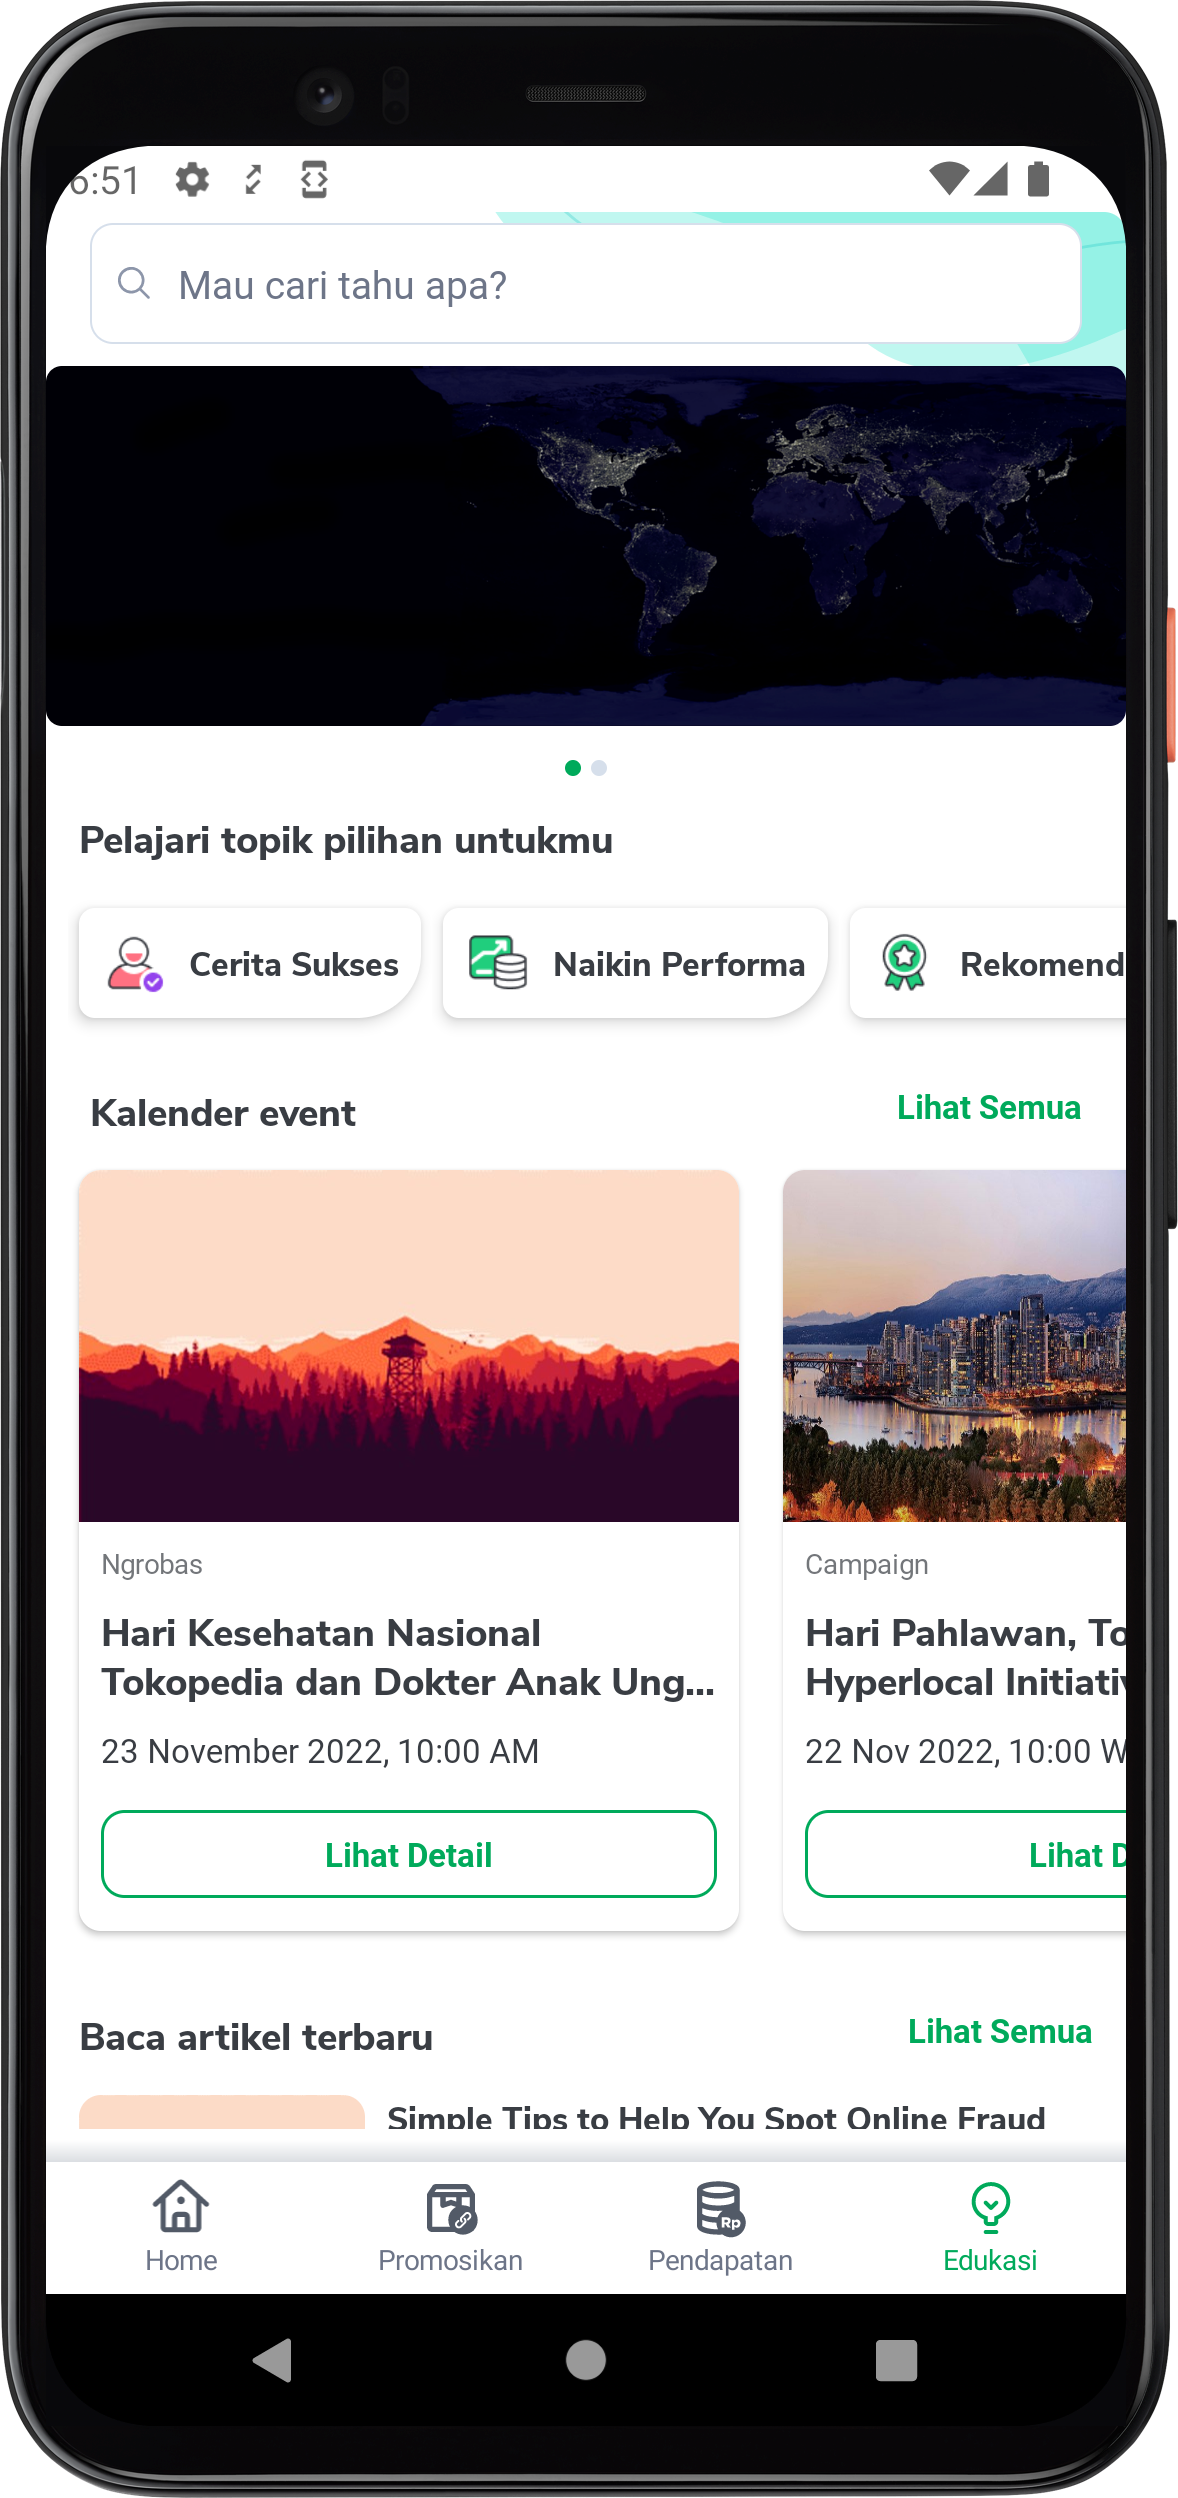 6:51
Mau cari tahu apa?
Pelajari topik pilihan untukmu
Cerita Sukses
Naikin Performa
Rekomend
Kalender event
Lihat Semua
Ngrobas
Hari Kesehatan Nasional
Tokopedia dan Dokter Anak Ung...
23 November 2022, 10:00 AM
Lihat Detail
Campaign
Hari Pahlawan, To
Hyperlocal Initiativ
22 Nov 2022, 10:00 W
Lihat D
Baca artikel terbaru
Lihat Semua
Simple Tips to Help You Spot Online Fraud
Rp
Home
Promosikan
Pendapatan
Edukasi